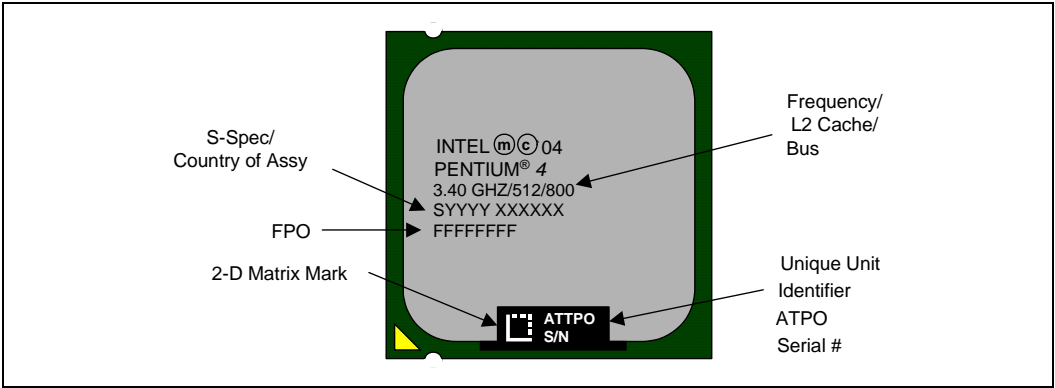 S-Spec/
Country of Assy
FPO
2-D Matrix Mark
INTEL ⓜ ⓒ 04
PENTIUM® 4
3.40 GHZ/512/800
SYYYY XXXXXX
FFFFFFFF
ATTPO
S/N
Frequency/
L2 Cache/
Bus
Unique Unit
Identifier
ATPO
Serial #